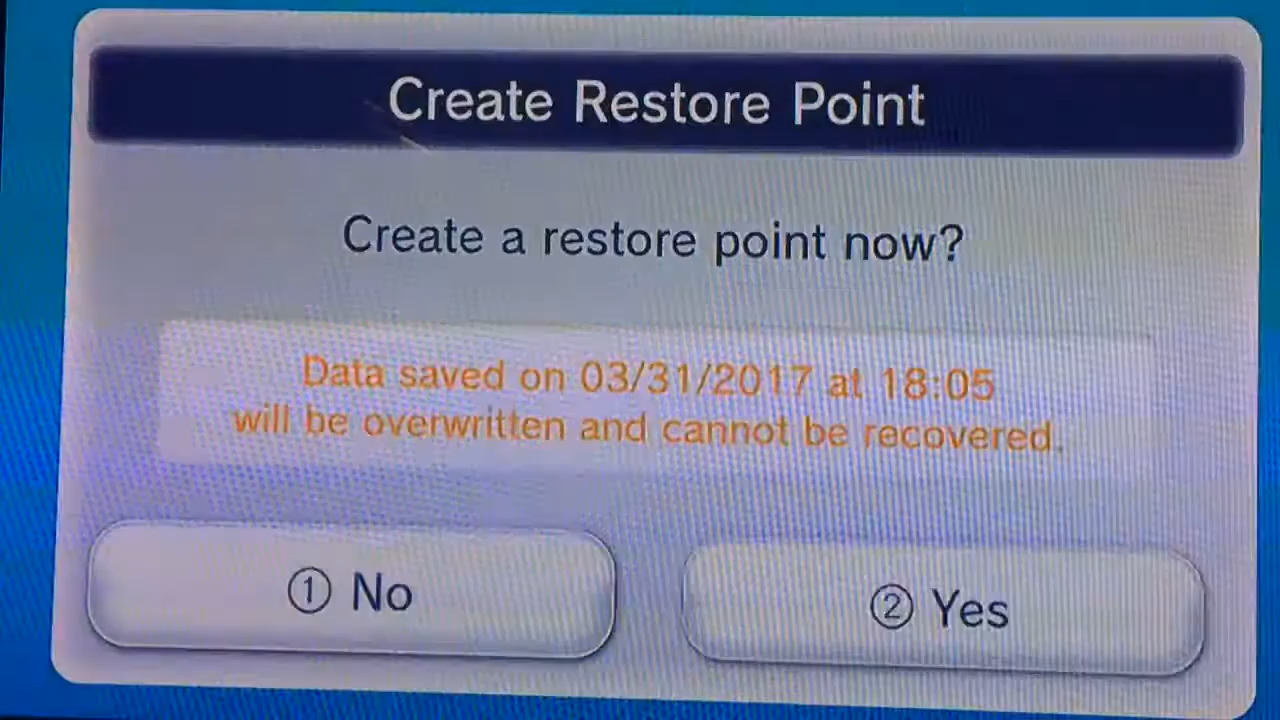 Create Restore Point
Create a restore point now?
Data saved on 03/31/2017 at 18:05
will be overwritten and cannot be recovered.
① No
② Yes